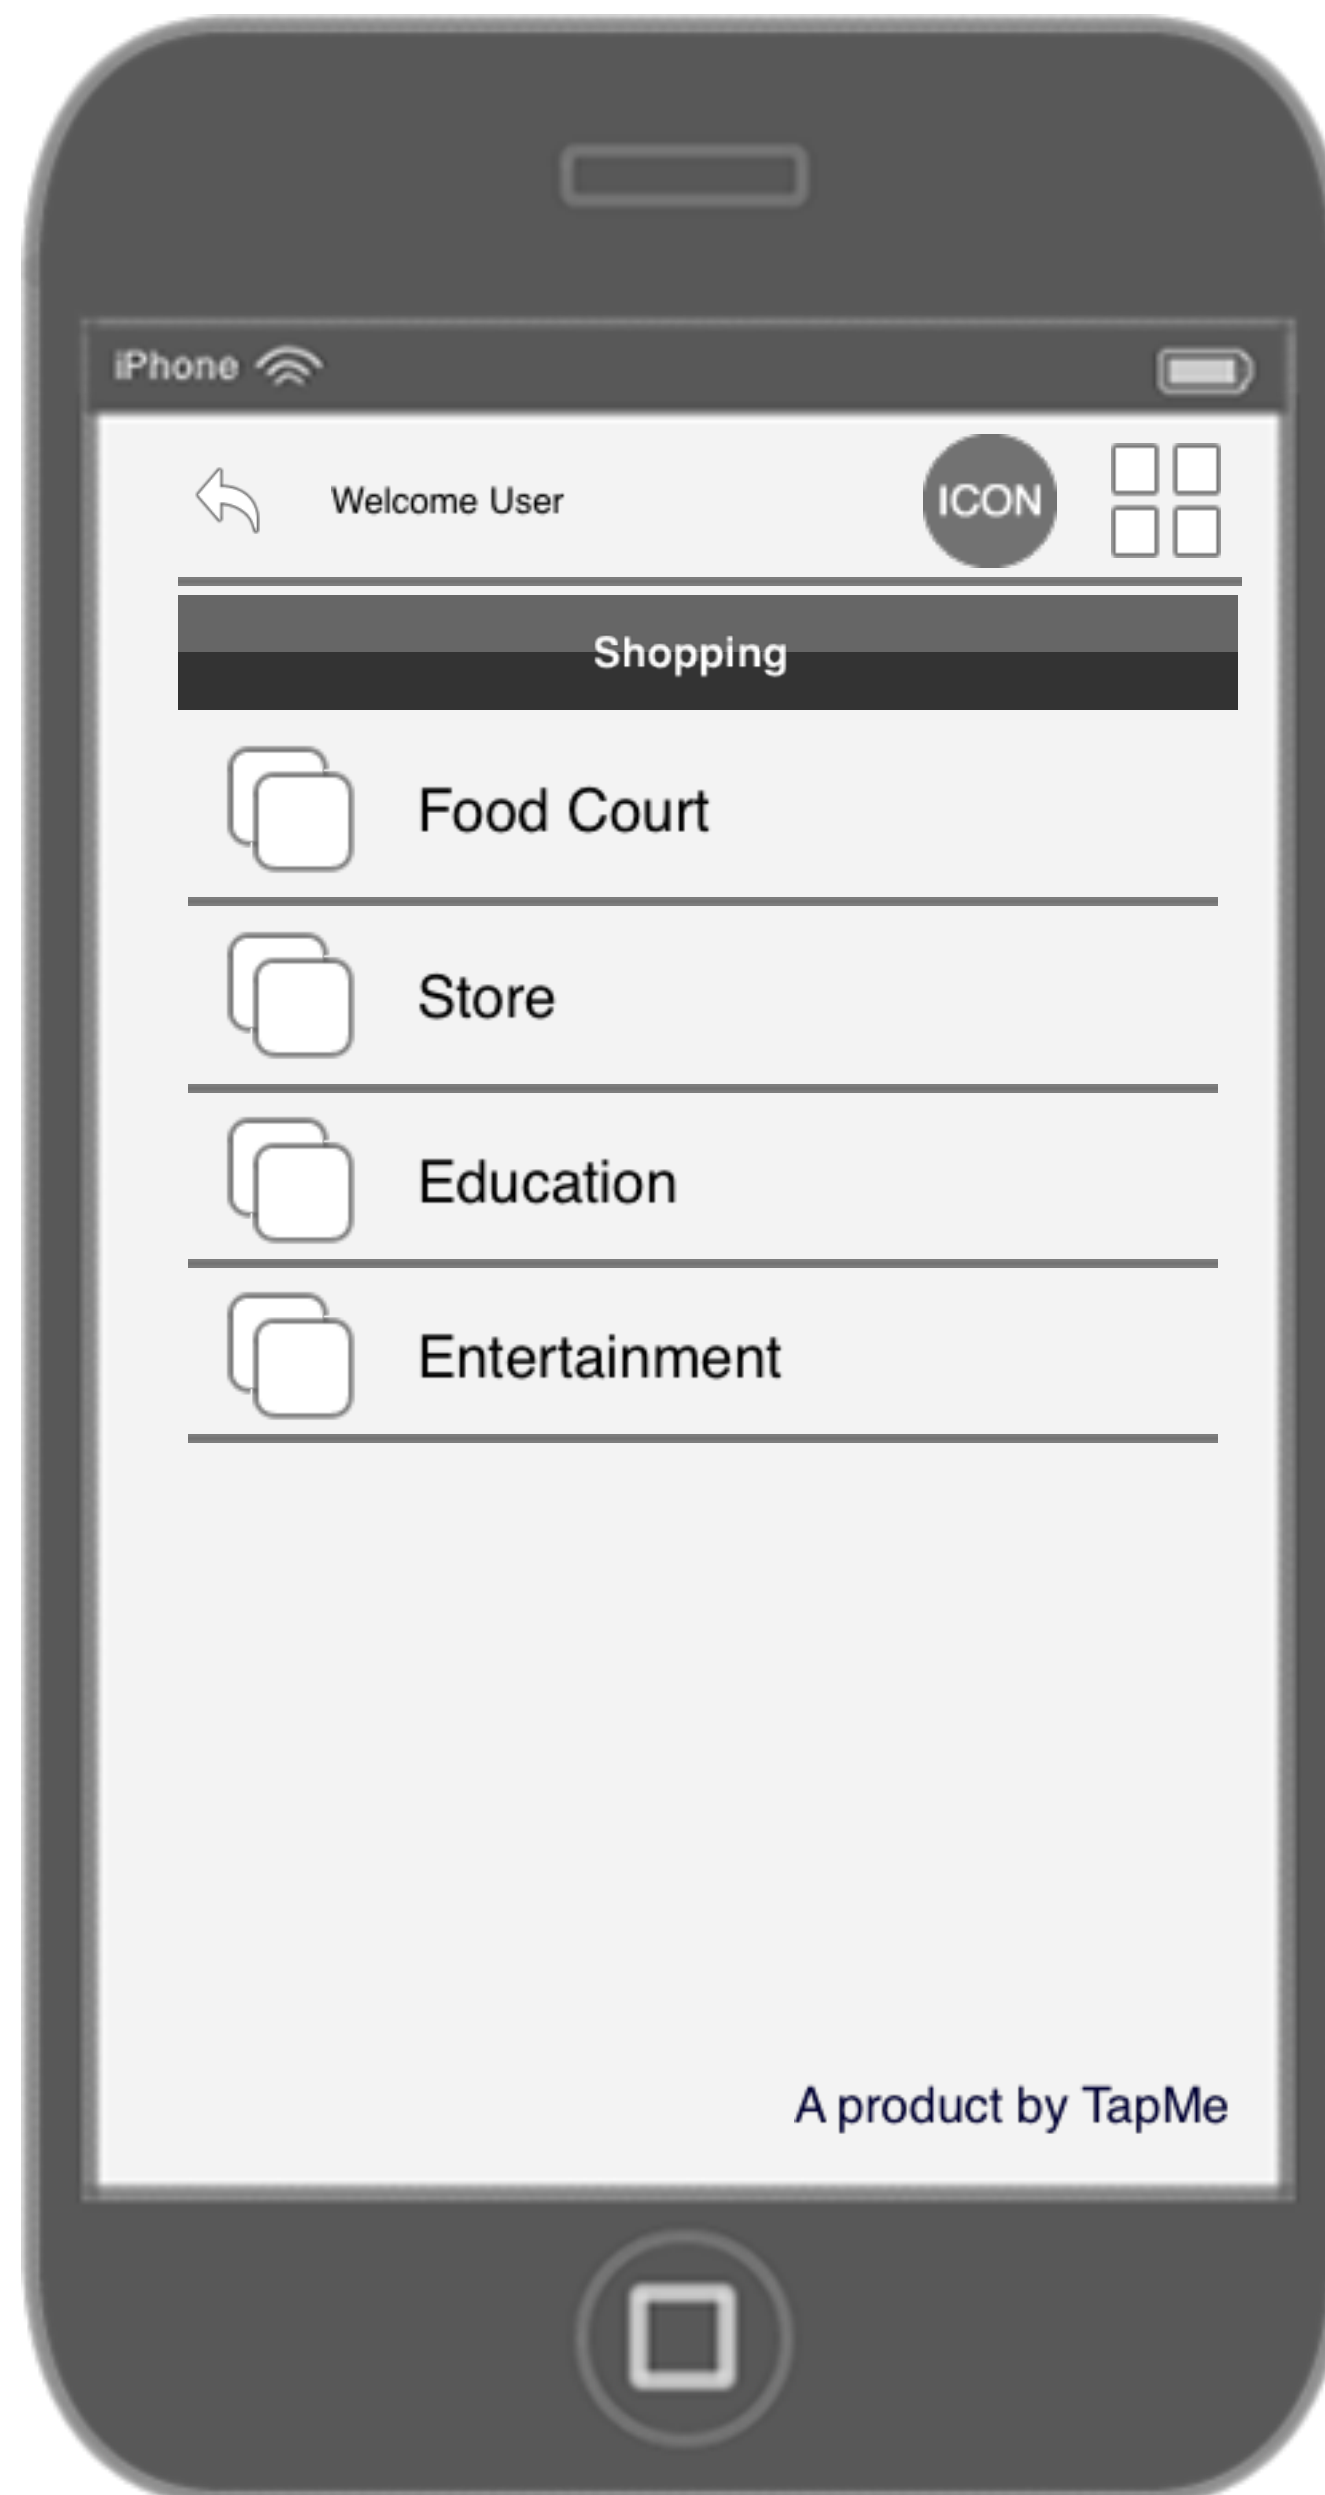 iPhone
Welcome User
ICON
Shopping
Food Court
Store
Education
Entertainment
A product by TapMe